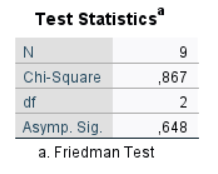 Test Statistics a
N 9
Chi-Square ,867
df 2
Asymp. Sig. ,648
a. Friedman Test